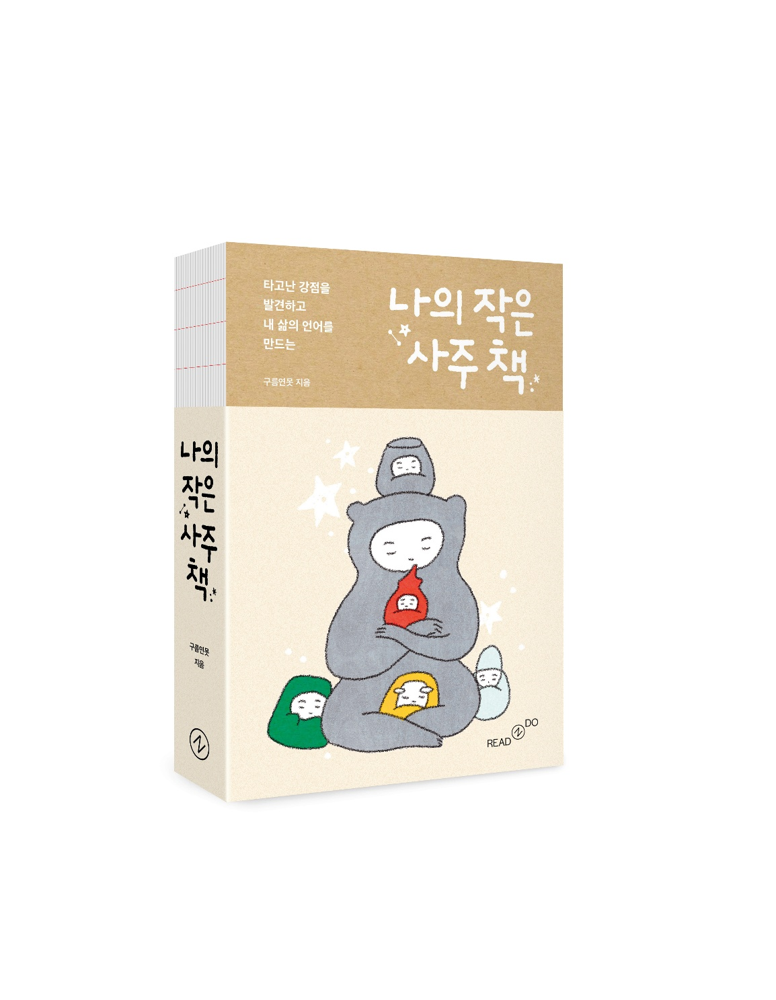 타고난 강점을
발견하고
내 삶의 언어를
만드는
구름연못 지음
나의 작은
사주 책
READ N DO
나의
작은
사주
책
구름연못
지음
N